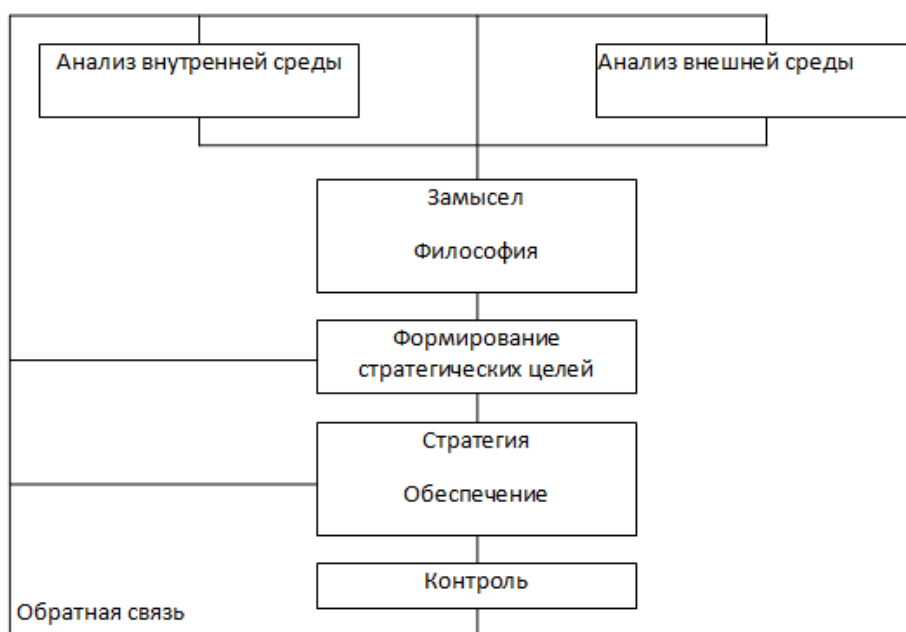 Анализ внутренней среды
Анализ внешней среды
Замысел
Философия
Формирование
стратегических целей
Стратегия
Обеспечение
Контроль
Обратная связь